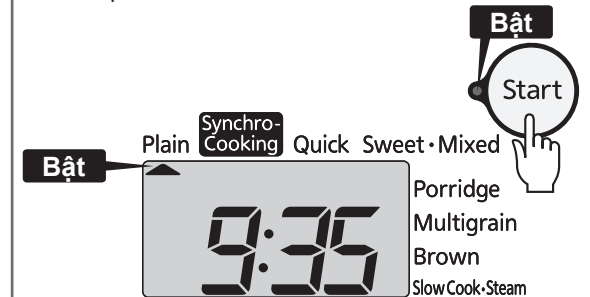 Bật
Start
Synchro-
Plain Cooking Quick Sweet・Mixed
Bật
Porridge
9:35
Multigrain
Brown
Slow Cook・Steam